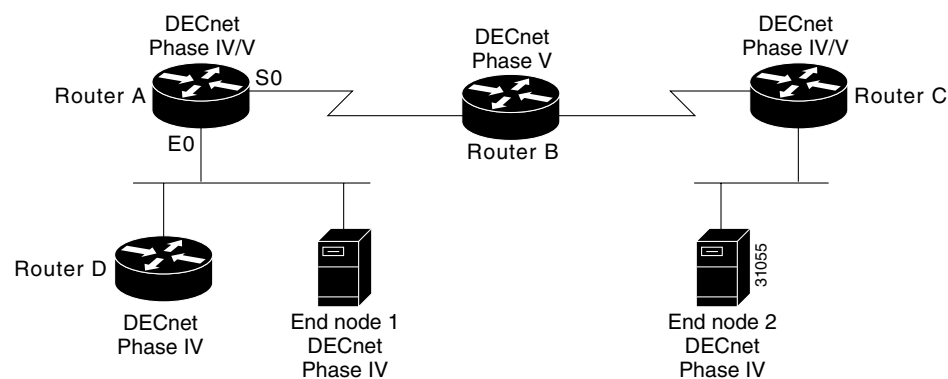 DECnet
Phase IV/V
DECnet
Phase V
DECnet
Phase IV/V
Router A
S0
Router B
Router C
E0
Router D
DECnet
Phase IV
End node 1
DECnet
Phase IV
End node 2
DECnet
Phase IV
31055